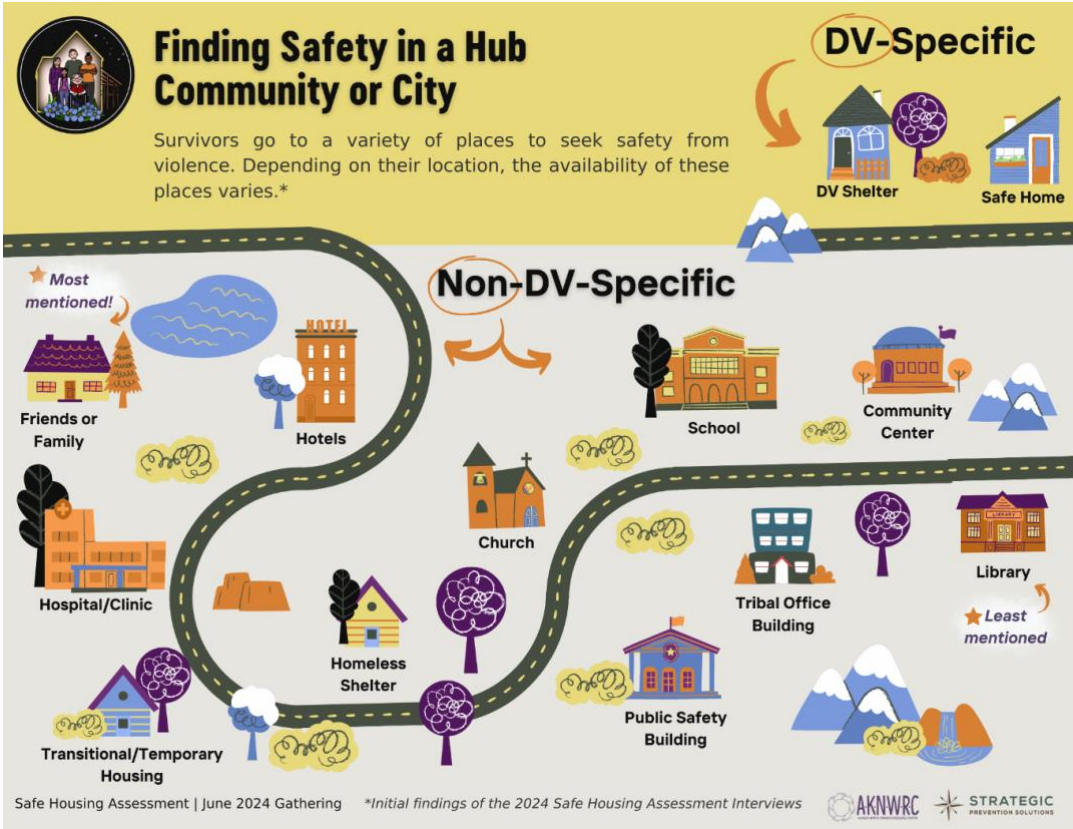 Finding Safety in a Hub
Community or City
Survivors go to a variety of places to seek safety from
violence. Depending on their location, the availability of these
places varies.*
DV-Specific
DV Shelter
Safe Home
Non-DV-Specific
Most
mentioned!
Friends or
Family
HOTEL
Hotels
School
Community
Center
Hospital/Clinic
Church
Homeless
Shelter
Tribal Office
Building
LIBRARY
Library
Least
mentioned
Transitional/Temporary
Housing
Public Safety
Building
Safe Housing Assessment | June 2024 Gathering
*Initial findings of the 2024 Safe Housing Assessment Interviews
AKNWRC
STRATEGIC
PREVENTION SOLUTIONS